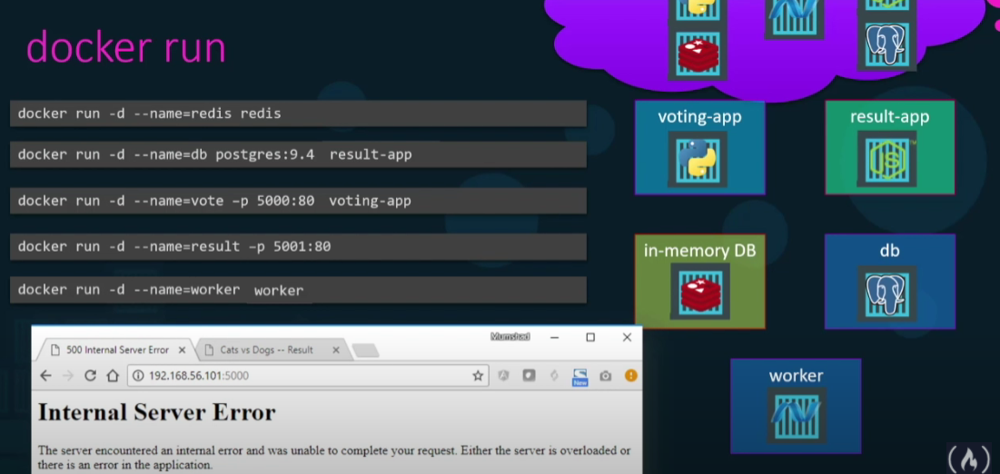 docker run
docker run -d --name=redis redis
docker run -d --name=db postgres:9.4 result-app
docker run -d --name=vote –p 5000:80 voting-app
docker run -d --name=result –p 5001:80
docker run -d --name=worker worker
voting-app
result-app
in-memory DB
db
worker
Mumshad
500 Internal Server Error
Cats vs Dogs -- Result
192.168.56.101:5000
New
Internal Server Error
The server encountered an internal error and was unable to complete your request. Either the server is overloaded or
there is an error in the application.